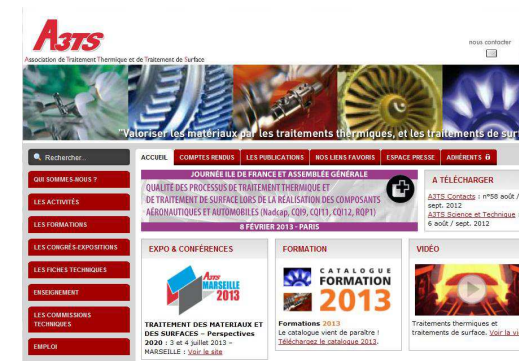 A3TS
Association de Traitement Thermique et de Traitement de Surface
nous contacter
"Valoriser les matériaux par les traitements thermiques, et les traitements de sur
Rechercher...
ACCUEIL
COMPTES RENDUS
LES PUBLICATIONS
NOS LIENS FAVORIS
ESPACE PRESSE
ADHÉRENTS
QUI SOMMES-NOUS ?
LES ACTIVITÉS
LES FORMATIONS
LES CONGRÈS-EXPOSITIONS
LES FICHES TECHNIQUES
ENSEIGNEMENT
LES COMMISSIONS
TECHNIQUES
EMPLOI
JOURNÉE ILE DE FRANCE ET ASSEMBLÉE GÉNÉRALE
QUALITE DES PROCESSUS DE TRAITEMENT THERMIQUE ET
DE TRAITEMENT DE SURFACE LORS DE LA RÉALISATION DES COMPOSANTS
AÉRONAUTIQUES ET AUTOMOBILES (Nadcap, CQI9, CQI11, CQI12, RQP1)
8 FÉVRIER 2013 - PARIS
A TÉLÉCHARGER
A3TS Contacts : n°58 août /
sept. 2012
A3TS Science et Technique :
6 août / sept. 2012
EXPO & CONFÉRENCES
A3TS
MARSEILLE
2013
TRAITEMENT DES MATERIAUX ET
DES SURFACES – Perspectives
2020 : 3 et 4 juillet 2013 –
MARSEILLE : Voir le site
FORMATION
CATALOGUE
FORMATION
2013
Formations 2013
Le catalogue vient de paraître !
Téléchargez le catalogue 2013.
VIDÉO
Traitements thermiques et
traitements de surface. Voir la vi